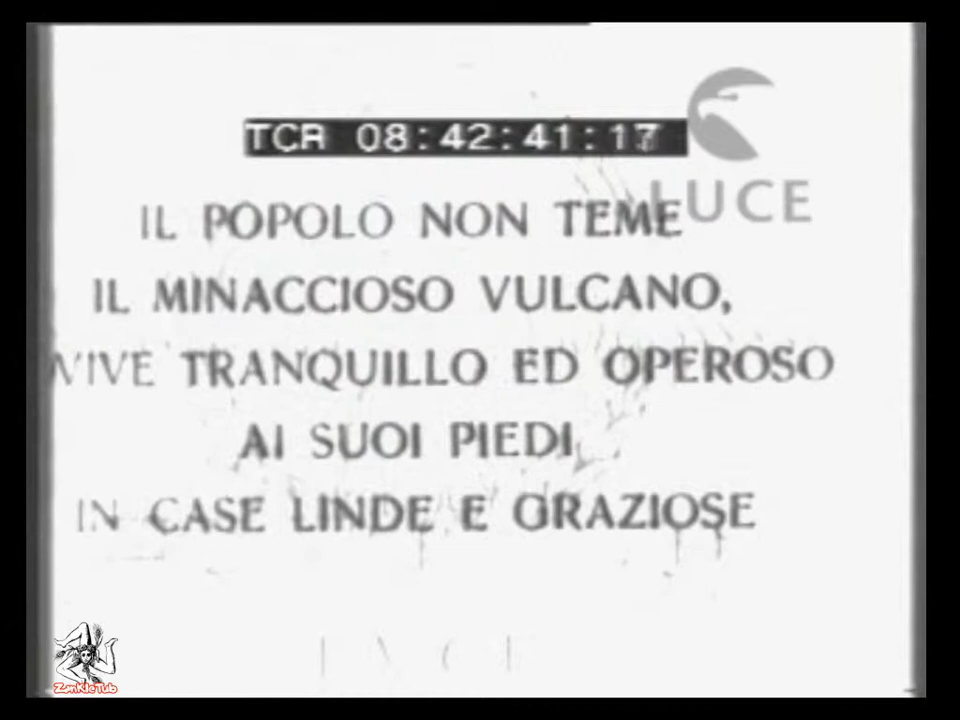 TCR 08:42:41:17
LUCE
IL POPOLO NON TEME
IL MINACCIOSO VULCANO,
VIVE TRANQUILLO ED OPEROSO
AI SUOI PIEDI
IN CASE LINDE E GRAZIOSE
ZanKleTub